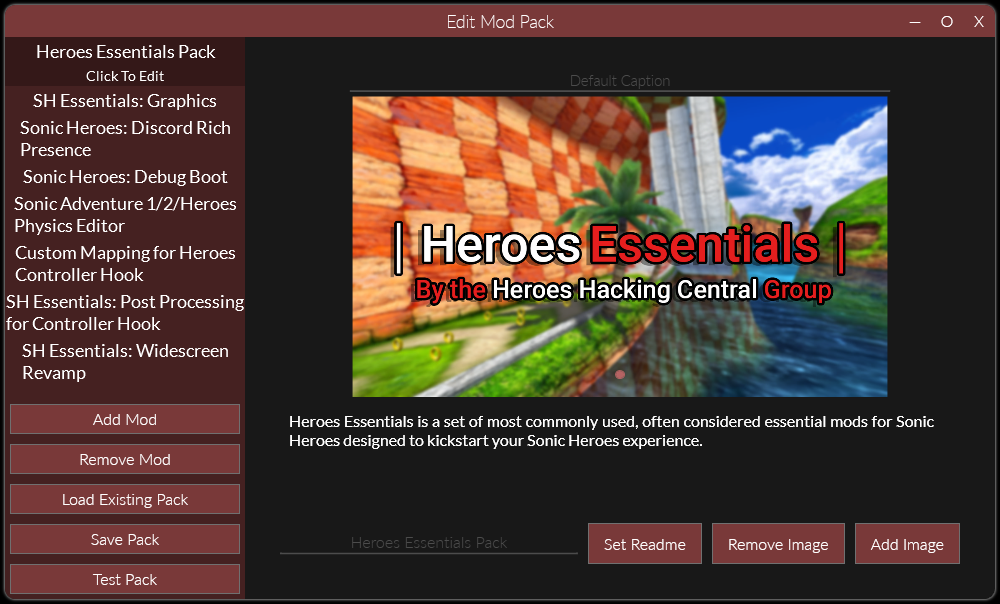 Edit Mod Pack
Heroes Essentials Pack
Click To Edit
SH Essentials: Graphics
Sonic Heroes: Discord Rich
Presence
Sonic Heroes: Debug Boot
Sonic Adventure 1/2/Heroes
Physics Editor
Custom Mapping for Heroes
Controller Hook
SH Essentials: Post Processing
for Controller Hook
SH Essentials: Widescreen
Revamp
Add Mod
Remove Mod
Load Existing Pack
Save Pack
Test Pack
Default Caption
| Heroes Essentials |
By the Heroes Hacking Central Group
Heroes Essentials is a set of most commonly used, often considered essential mods for Sonic
Heroes designed to kickstart your Sonic Heroes experience.
Heroes Essentials Pack
Set Readme
Remove Image
Add Image